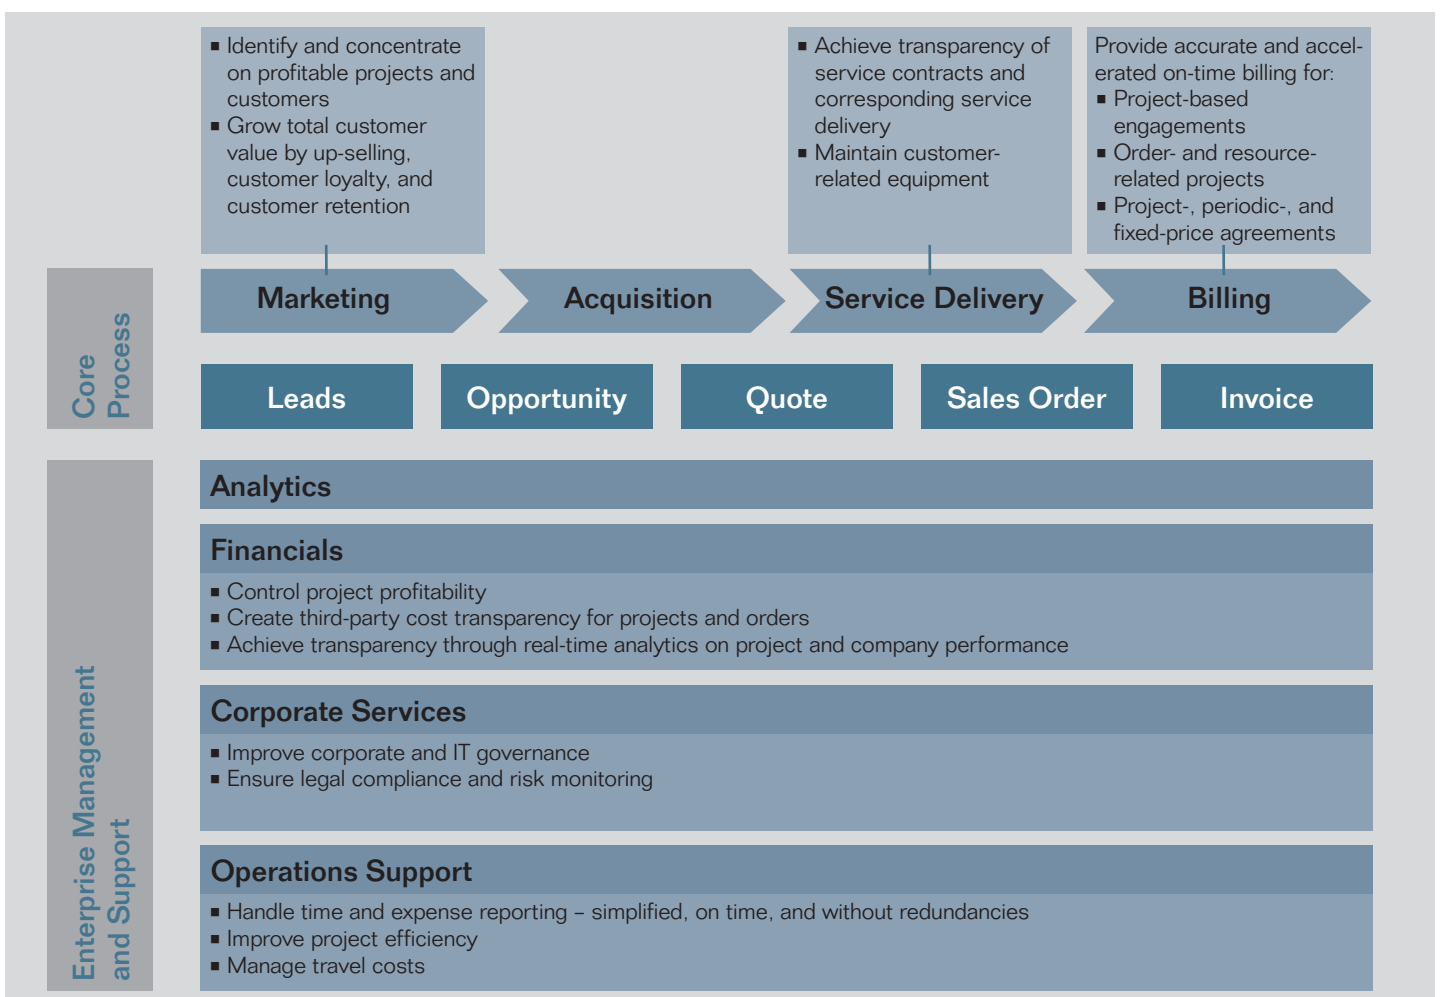 ■ Identify and concentrate
on profitable projects and
customers
■ Grow total customer
value by up-selling,
customer loyalty, and
customer retention
■ Achieve transparency of
service contracts and
corresponding service
delivery
■ Maintain customer-
related equipment
Provide accurate and accel-
erated on-time billing for:
■ Project-based
engagements
■ Order- and resource-
related projects
■ Project-, periodic-, and
fixed-price agreements
Core
Process
Marketing
Acquisition
Service Delivery
Billing
Leads
Opportunity
Quote
Sales Order
Invoice
Enterprise Management
and Support
Analytics
Financials
■ Control project profitability
■ Create third-party cost transparency for projects and orders
■ Achieve transparency through real-time analytics on project and company performance
Corporate Services
■ Improve corporate and IT governance
■ Ensure legal compliance and risk monitoring
Operations Support
■ Handle time and expense reporting – simplified, on time, and without redundancies
■ Improve project efficiency
■ Manage travel costs